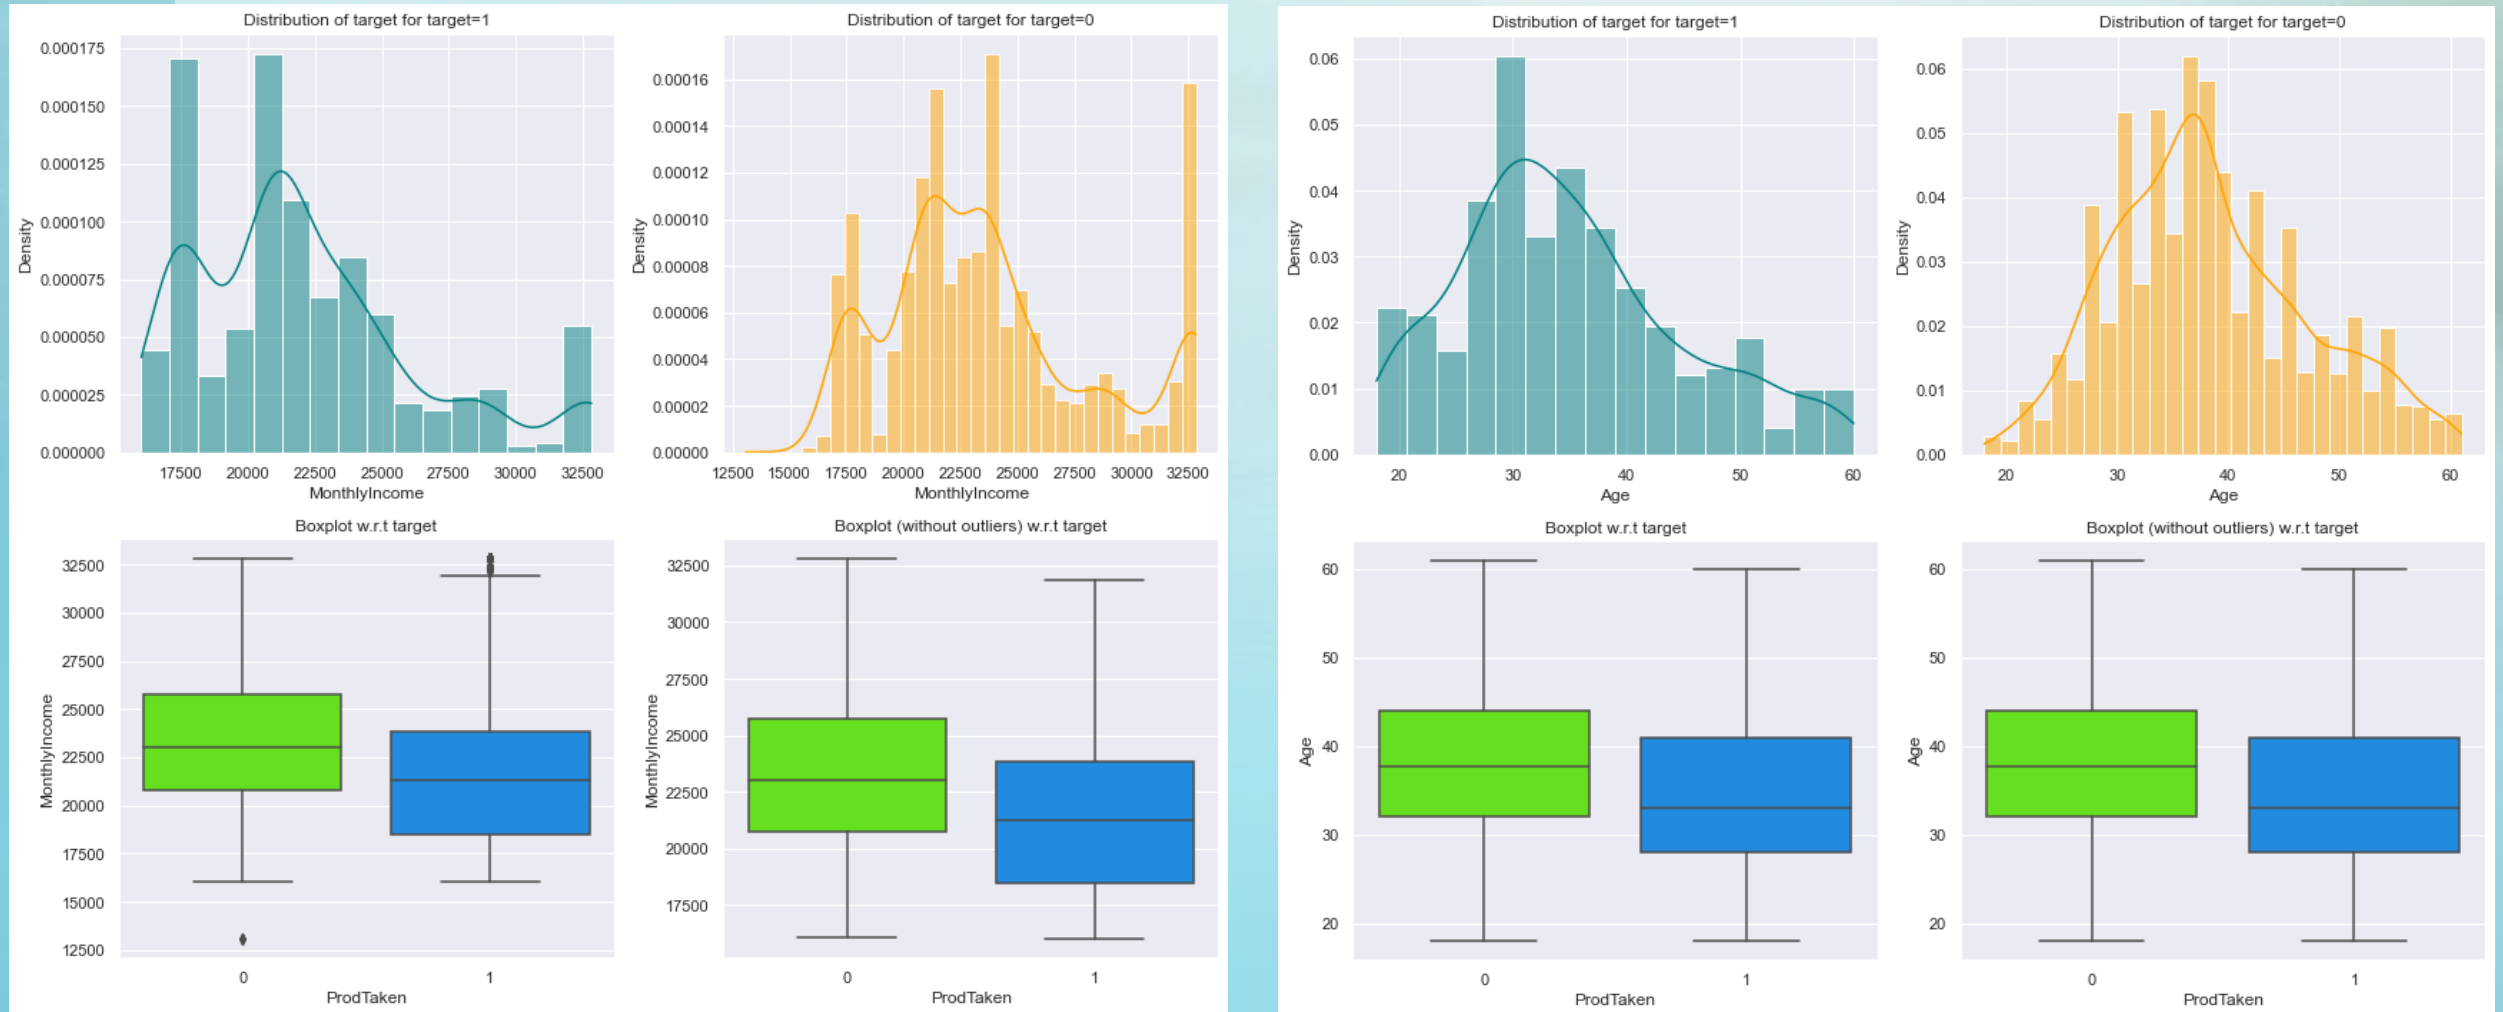 Distribution of target for target=1
0.000175
0.000150
0.000125
0.000100
0.000075
0.000050
0.000025
0.000000
Density
17500 20000 22500 25000 27500 30000 32500
MonthlyIncome
Distribution of target for target=0
0.00016
0.00014
0.00012
0.00010
0.00008
0.00006
0.00004
0.00002
0.00000
Density
12500 15000 17500 20000 22500 25000 27500 30000 32500
MonthlyIncome
Boxplot w.r.t target
32500
30000
27500
25000
22500
20000
17500
15000
12500
MonthlyIncome
0 1
ProdTaken
Boxplot (without outliers) w.r.t target
32500
30000
27500
25000
22500
20000
17500
MonthlyIncome
0 1
ProdTaken
Distribution of target for target=1
0.06
0.05
0.04
0.03
0.02
0.01
0.00
Density
20 30 40 50 60
Age
Distribution of target for target=0
0.06
0.05
0.04
0.03
0.02
0.01
0.00
Density
20 30 40 50 60
Age
Boxplot w.r.t target
60
50
40
30
20
Age
0 1
ProdTaken
Boxplot (without outliers) w.r.t target
60
50
40
30
20
Age
0 1
ProdTaken